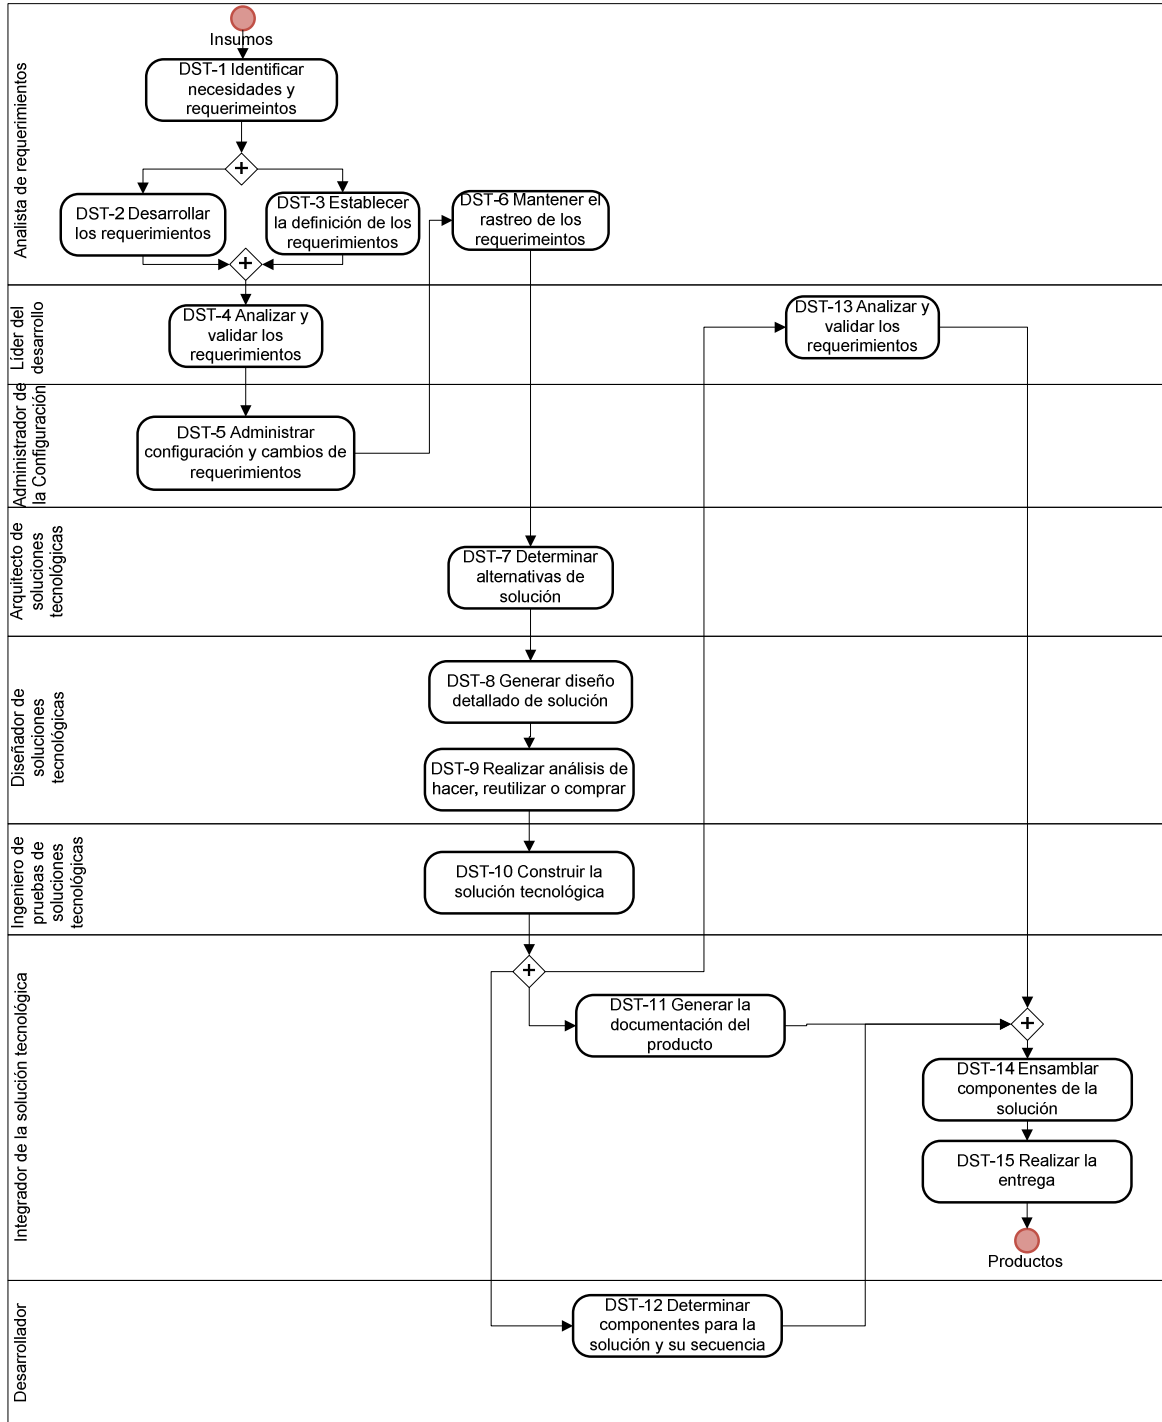 Insumos
Analista de requerimientos
DST-1 Identificar
necesidades y
requerimeintos
DST-2 Desarrollar
los requerimientos
DST-3 Establecer
la definición de los
requerimientos
DST-6 Mantener el
rastreo de los
requerimeintos
Líder del
desarrollo
DST-4 Analizar y
validar los
requerimientos
DST-13 Analizar y
validar los
requerimientos
Administrador de
la Configuración
DST-5 Administrar
configuración y cambios de
requerimientos
Arquitecto de
soluciones
tecnológicas
DST-7 Determinar
alternativas de
solución
Diseñador de
soluciones
tecnológicas
DST-8 Generar diseño
detallado de solución
DST-9 Realizar análisis de
hacer, reutilizar o comprar
Ingeniero de
pruebas de
soluciones
tecnológicas
DST-10 Construir la
solución tecnológica
Integrador de la solución tecnológica
DST-11 Generar la
documentación del
producto
DST-14 Ensamblar
componentes de la
solución
DST-15 Realizar la
entrega
Productos
Desarrollador
DST-12 Determinar
componentes para la
solución y su secuencia